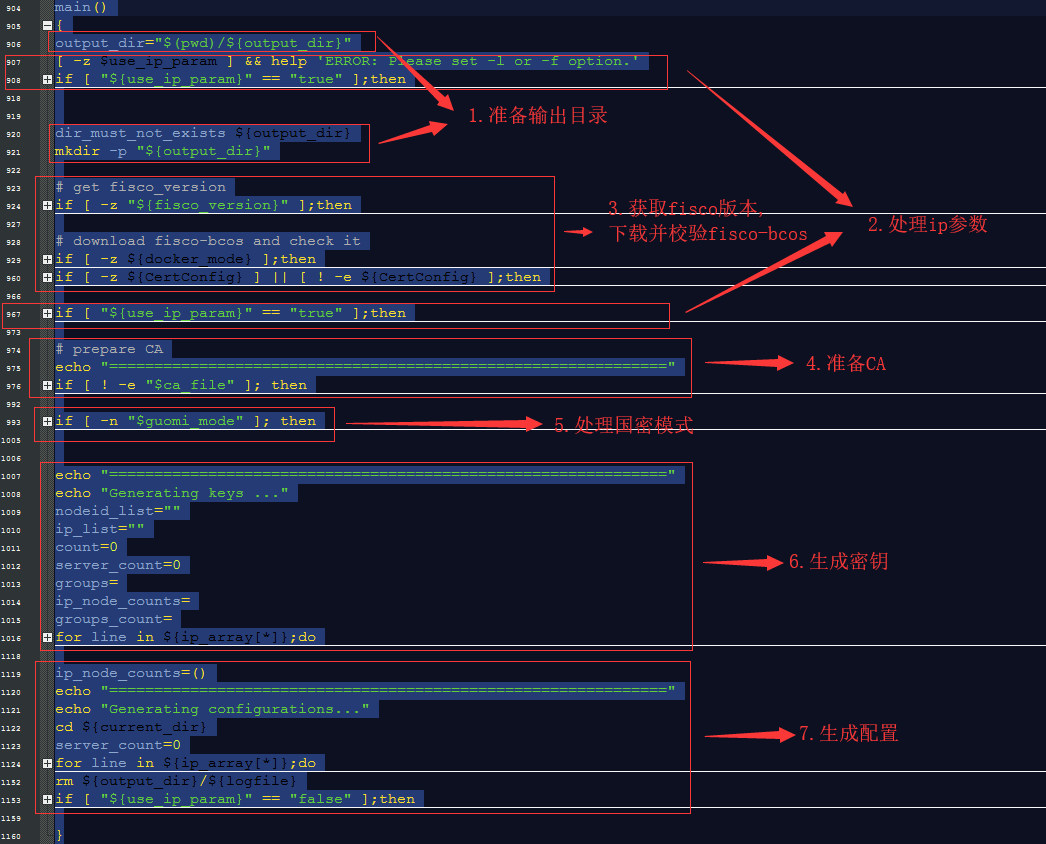 904 main()
905 {
906 output_dir="$(pwd)/${output_dir}"
907 [ -z $use_ip_param ] && help 'ERROR: Please set -l or -f option.'
908 if [ "${use_ip_param}" == "true" ];then
918
1.准备输出目录
919
920 dir_must_not_exists ${output_dir}
921 mkdir -p "${output_dir}"
922
923 # get fisco_version
924 if [ -z "${fisco_version}" ];then
3.获取fisco版本,
下载并校验fisco-bcos
2.处理ip参数
927
928 # download fisco-bcos and check it
929 if [ -z ${docker_mode} ];then
960 if [ -z ${CertConfig} ] || [ ! -e ${CertConfig} ];then
966
967 if [ "${use_ip_param}" == "true" ];then
973
974 # prepare CA
975 echo "=============================================================="
4.准备CA
976 if [ ! -e "$ca_file" ]; then
992
993 if [ -n "$guomi_mode" ]; then
5.处理国密模式
1005
1006
1007 echo "=============================================================="
1008 echo "Generating keys ..."
1009 nodeid_list=""
1010 ip_list=""
1011 count=0
1012 server_count=0
6.生成密钥
1013 groups=
1014 ip_node_counts=
1015 groups_count=
1016 for line in ${ip_array[*]};do
1118
1119 ip_node_counts=()
1120 echo "=============================================================="
1121 echo "Generating configurations..."
1122 cd ${current_dir}
7.生成配置
1123 server_count=0
1124 for line in ${ip_array[*]};do
1152 rm ${output_dir}/${logfile}
1153 if [ "${use_ip_param}" == "false" ];then
1159
1160 }